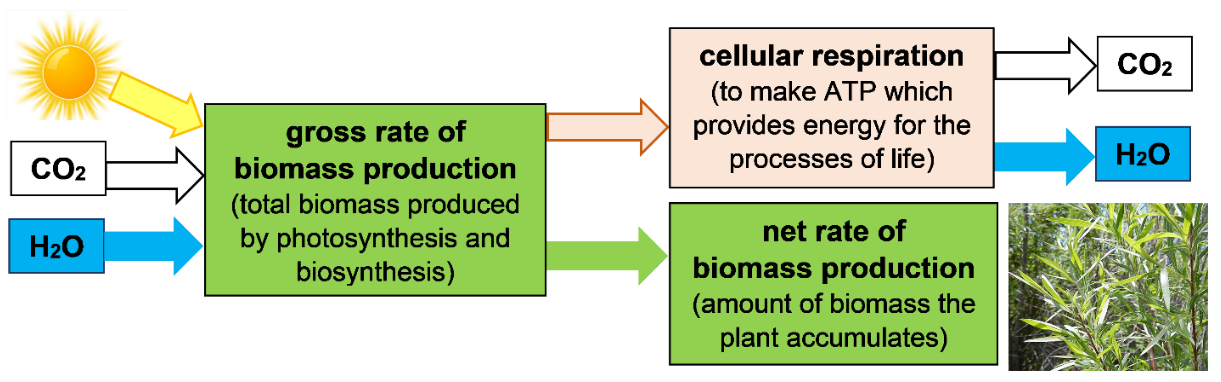 CO₂
H₂O
gross rate of
biomass production
(total biomass produced
by photosynthesis and
biosynthesis)
cellular respiration
(to make ATP which
provides energy for the
processes of life)
CO₂
H₂O
net rate of
biomass production
(amount of biomass the
plant accumulates)